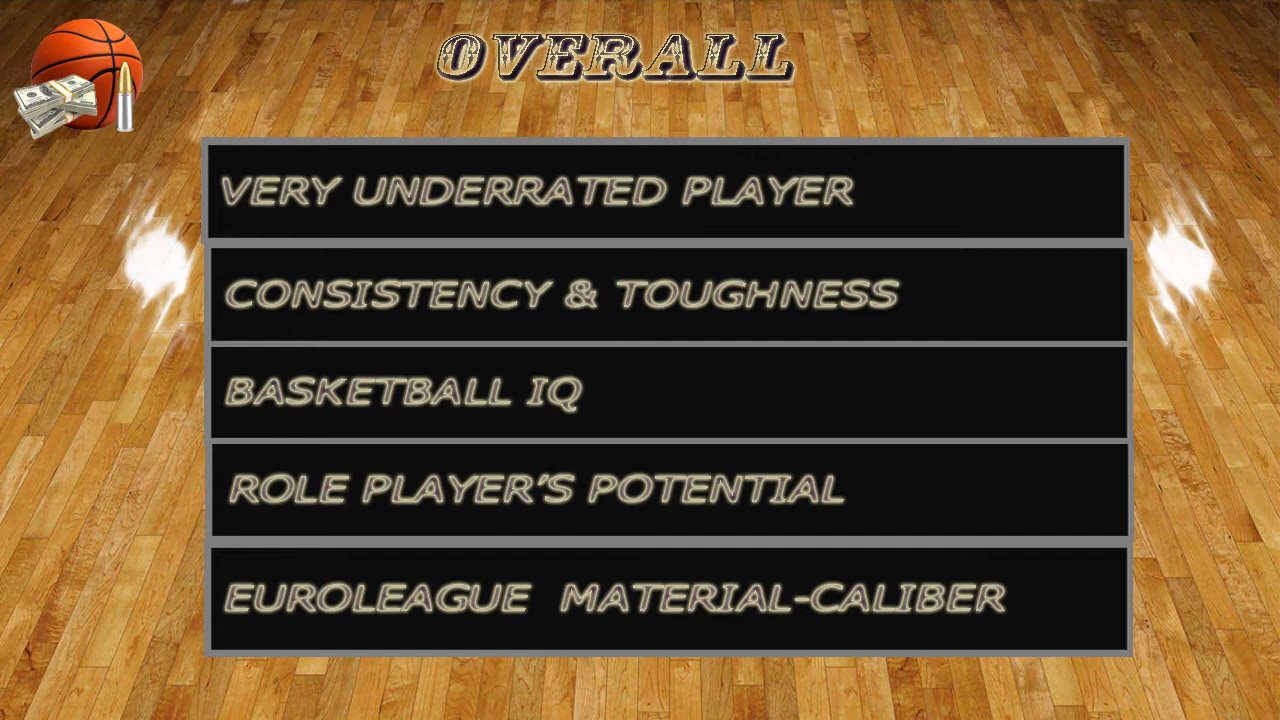 OVERALL
VERY UNDERRATED PLAYER
CONSISTENCY & TOUGHNESS
BASKETBALL IQ
ROLE PLAYER'S POTENTIAL
EUROLEAGUE MATERIAL-CALIBER